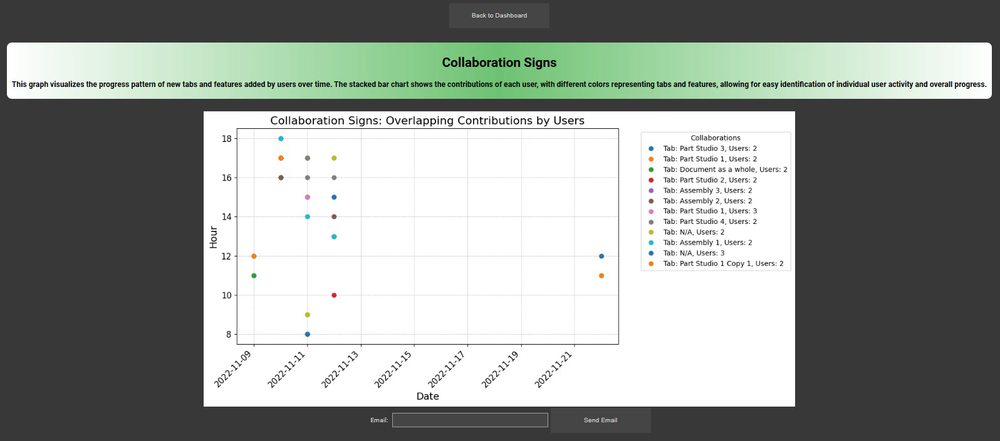 Back to Dashboard
Collaboration Signs
This graph visualizes the progress pattern of new tabs and features added by users over time. The stacked bar chart shows the contributions of each user, with different colors representing tabs and features, allowing for easy identification of individual user activity and overall progress.
Collaboration Signs: Overlapping Contributions by Users
18
16
14
12
10
8
Hour
2022-11-09
2022-11-11
2022-11-13
2022-11-15
2022-11-17
2022-11-19
2022-11-21
Date
Collaborations
Tab: Part Studio 3, Users: 2
Tab: Part Studio 1, Users: 2
Tab: Document as a whole, Users: 2
Tab: Part Studio 2, Users: 2
Tab: Assembly 3, Users: 2
Tab: Assembly 2, Users: 2
Tab: Part Studio 1, Users: 3
Tab: Part Studio 4, Users: 2
Tab: N/A, Users: 2
Tab: Assembly 1, Users: 2
Tab: N/A, Users: 3
Tab: Part Studio 1 Copy 1, Users: 2
Email:
Send Email